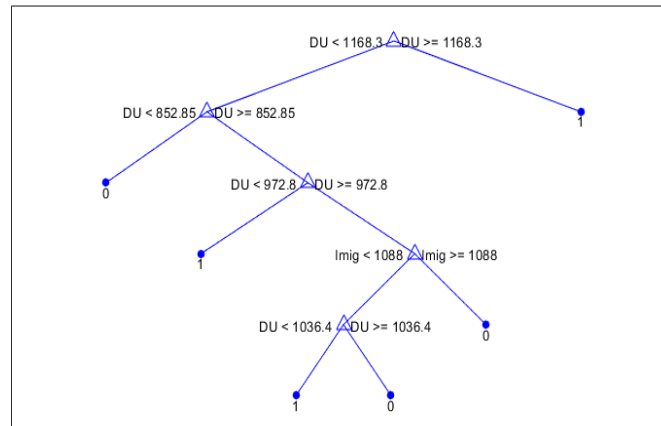 DU < 1168.3 DU >= 1168.3
DU < 852.85 DU >= 852.85
1
DU < 972.8 DU >= 972.8
0
Imig < 1088 Imig >= 1088
1
DU < 1036.4 DU >= 1036.4
0
1 0